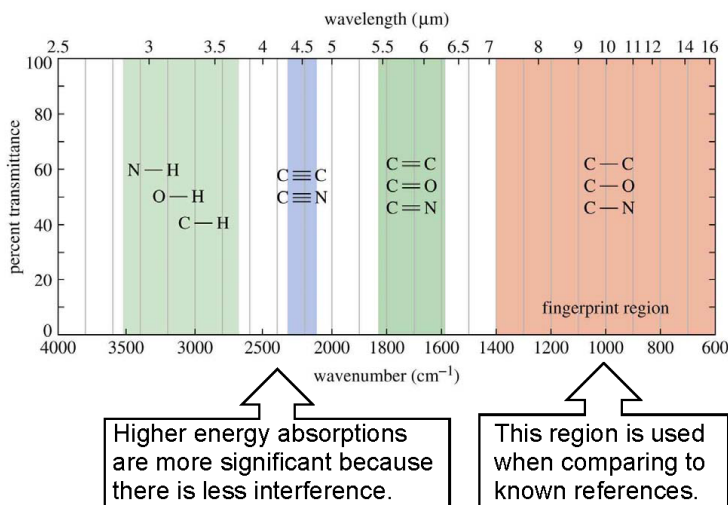 wavelength (μm)
2.5 3 3.5 4 4.5 5 5.5 6 6.5 7 8 9 10 11 12 14 16
percent transmittance
100
80
60
40
20
0
N—H
O—H
C—H
C≡C
C≡N
C=C
C=O
C=N
C—C
C—O
C—N
fingerprint region
4000 3500 3000 2500 2000 1800 1600 1400 1200 1000 800 600
wavenumber (cm⁻¹)
Higher energy absorptions
are more significant because
there is less interference.
This region is used
when comparing to
known references.